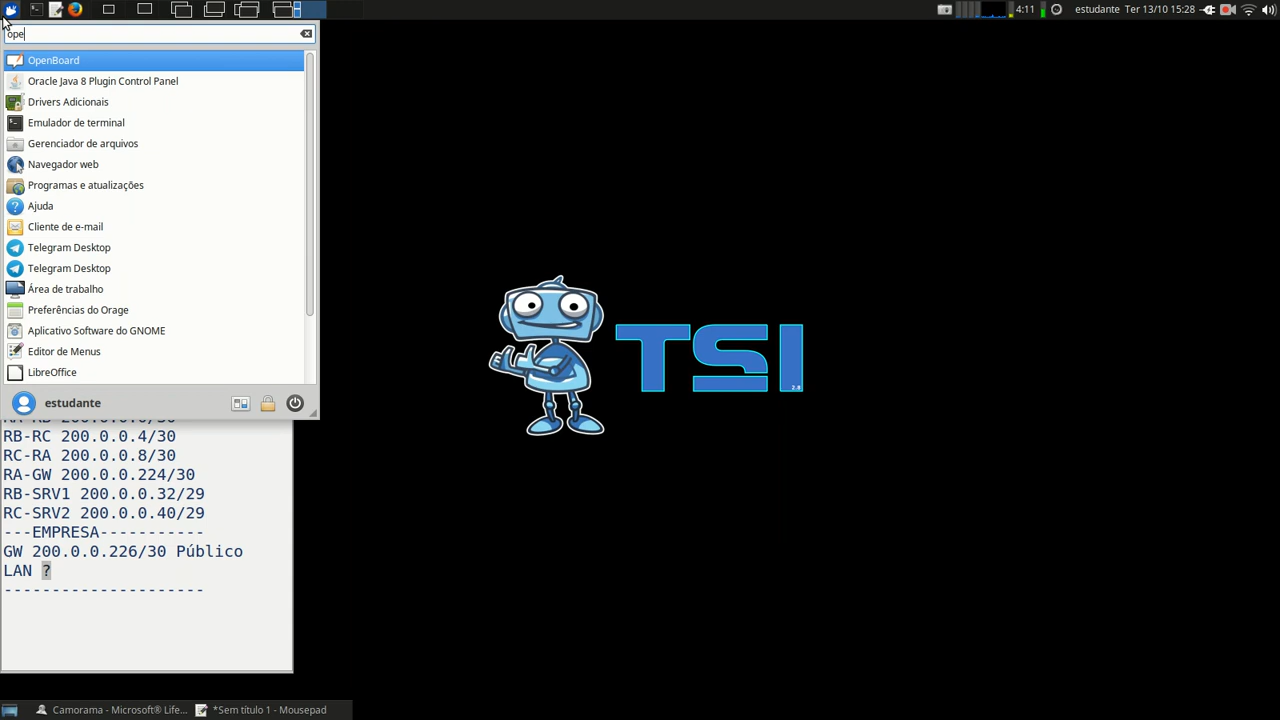 4:11 estudante Ter 13/10 15:28
ope
OpenBoard
Oracle Java 8 Plugin Control Panel
Drivers Adicionais
Emulador de terminal
Gerenciador de arquivos
Navegador web
Programas e atualizações
Ajuda
Cliente de e-mail
Telegram Desktop
Telegram Desktop
Área de trabalho
Preferências do Orage
Aplicativo Software do GNOME
Editor de Menus
LibreOffice
estudante
RB-RC 200.0.0.4/30
RC-RA 200.0.0.8/30
RA-GW 200.0.0.224/30
RB-SRV1 200.0.0.32/29
RC-SRV2 200.0.0.40/29
---EMPRESA-----------
GW 200.0.0.226/30 Público
LAN ?
---------------------
TSI
2.8
Camorama - Microsoft® Life...
*Sem título 1 - Mousepad